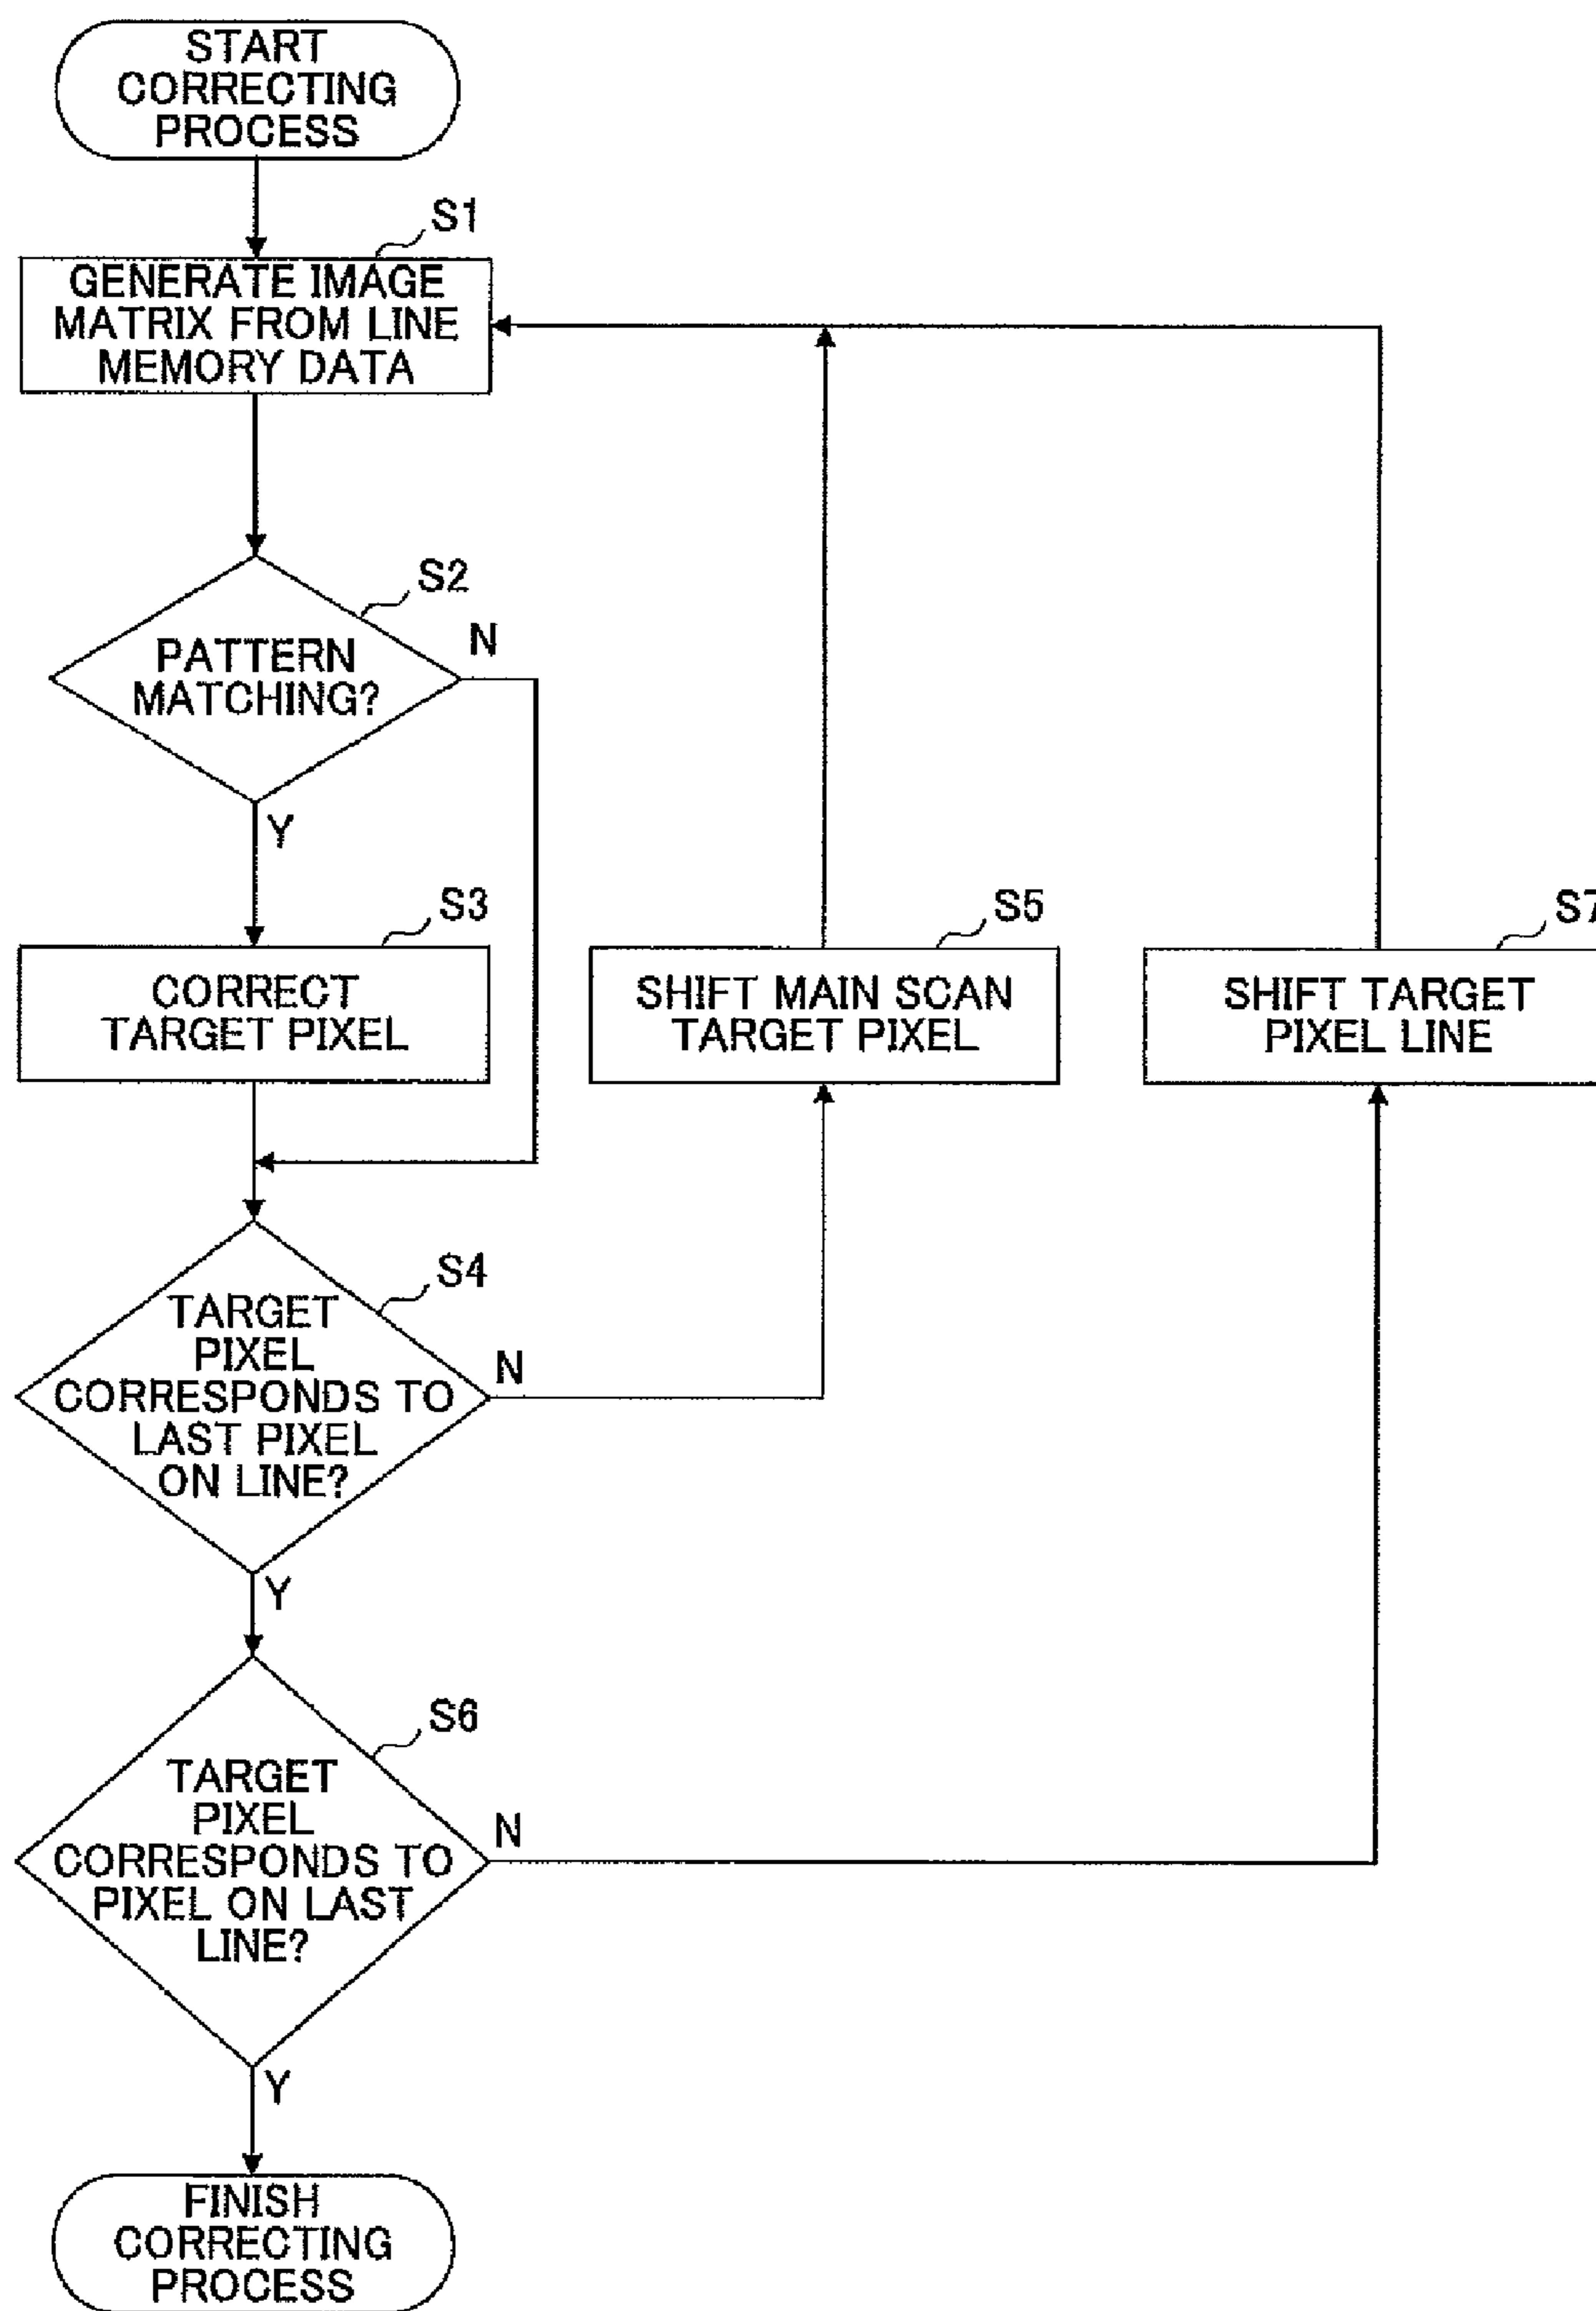 START
CORRECTING
PROCESS
S1
GENERATE IMAGE
MATRIX FROM LINE
MEMORY DATA
S2
PATTERN
MATCHING?
N
Y
S3
CORRECT
TARGET PIXEL
S5
SHIFT MAIN SCAN
TARGET PIXEL
S7
SHIFT TARGET
PIXEL LINE
S4
TARGET
PIXEL
CORRESPONDS TO
LAST PIXEL
ON LINE?
N
Y
S6
TARGET
PIXEL
CORRESPONDS TO
PIXEL ON LAST
LINE?
N
Y
FINISH
CORRECTING
PROCESS